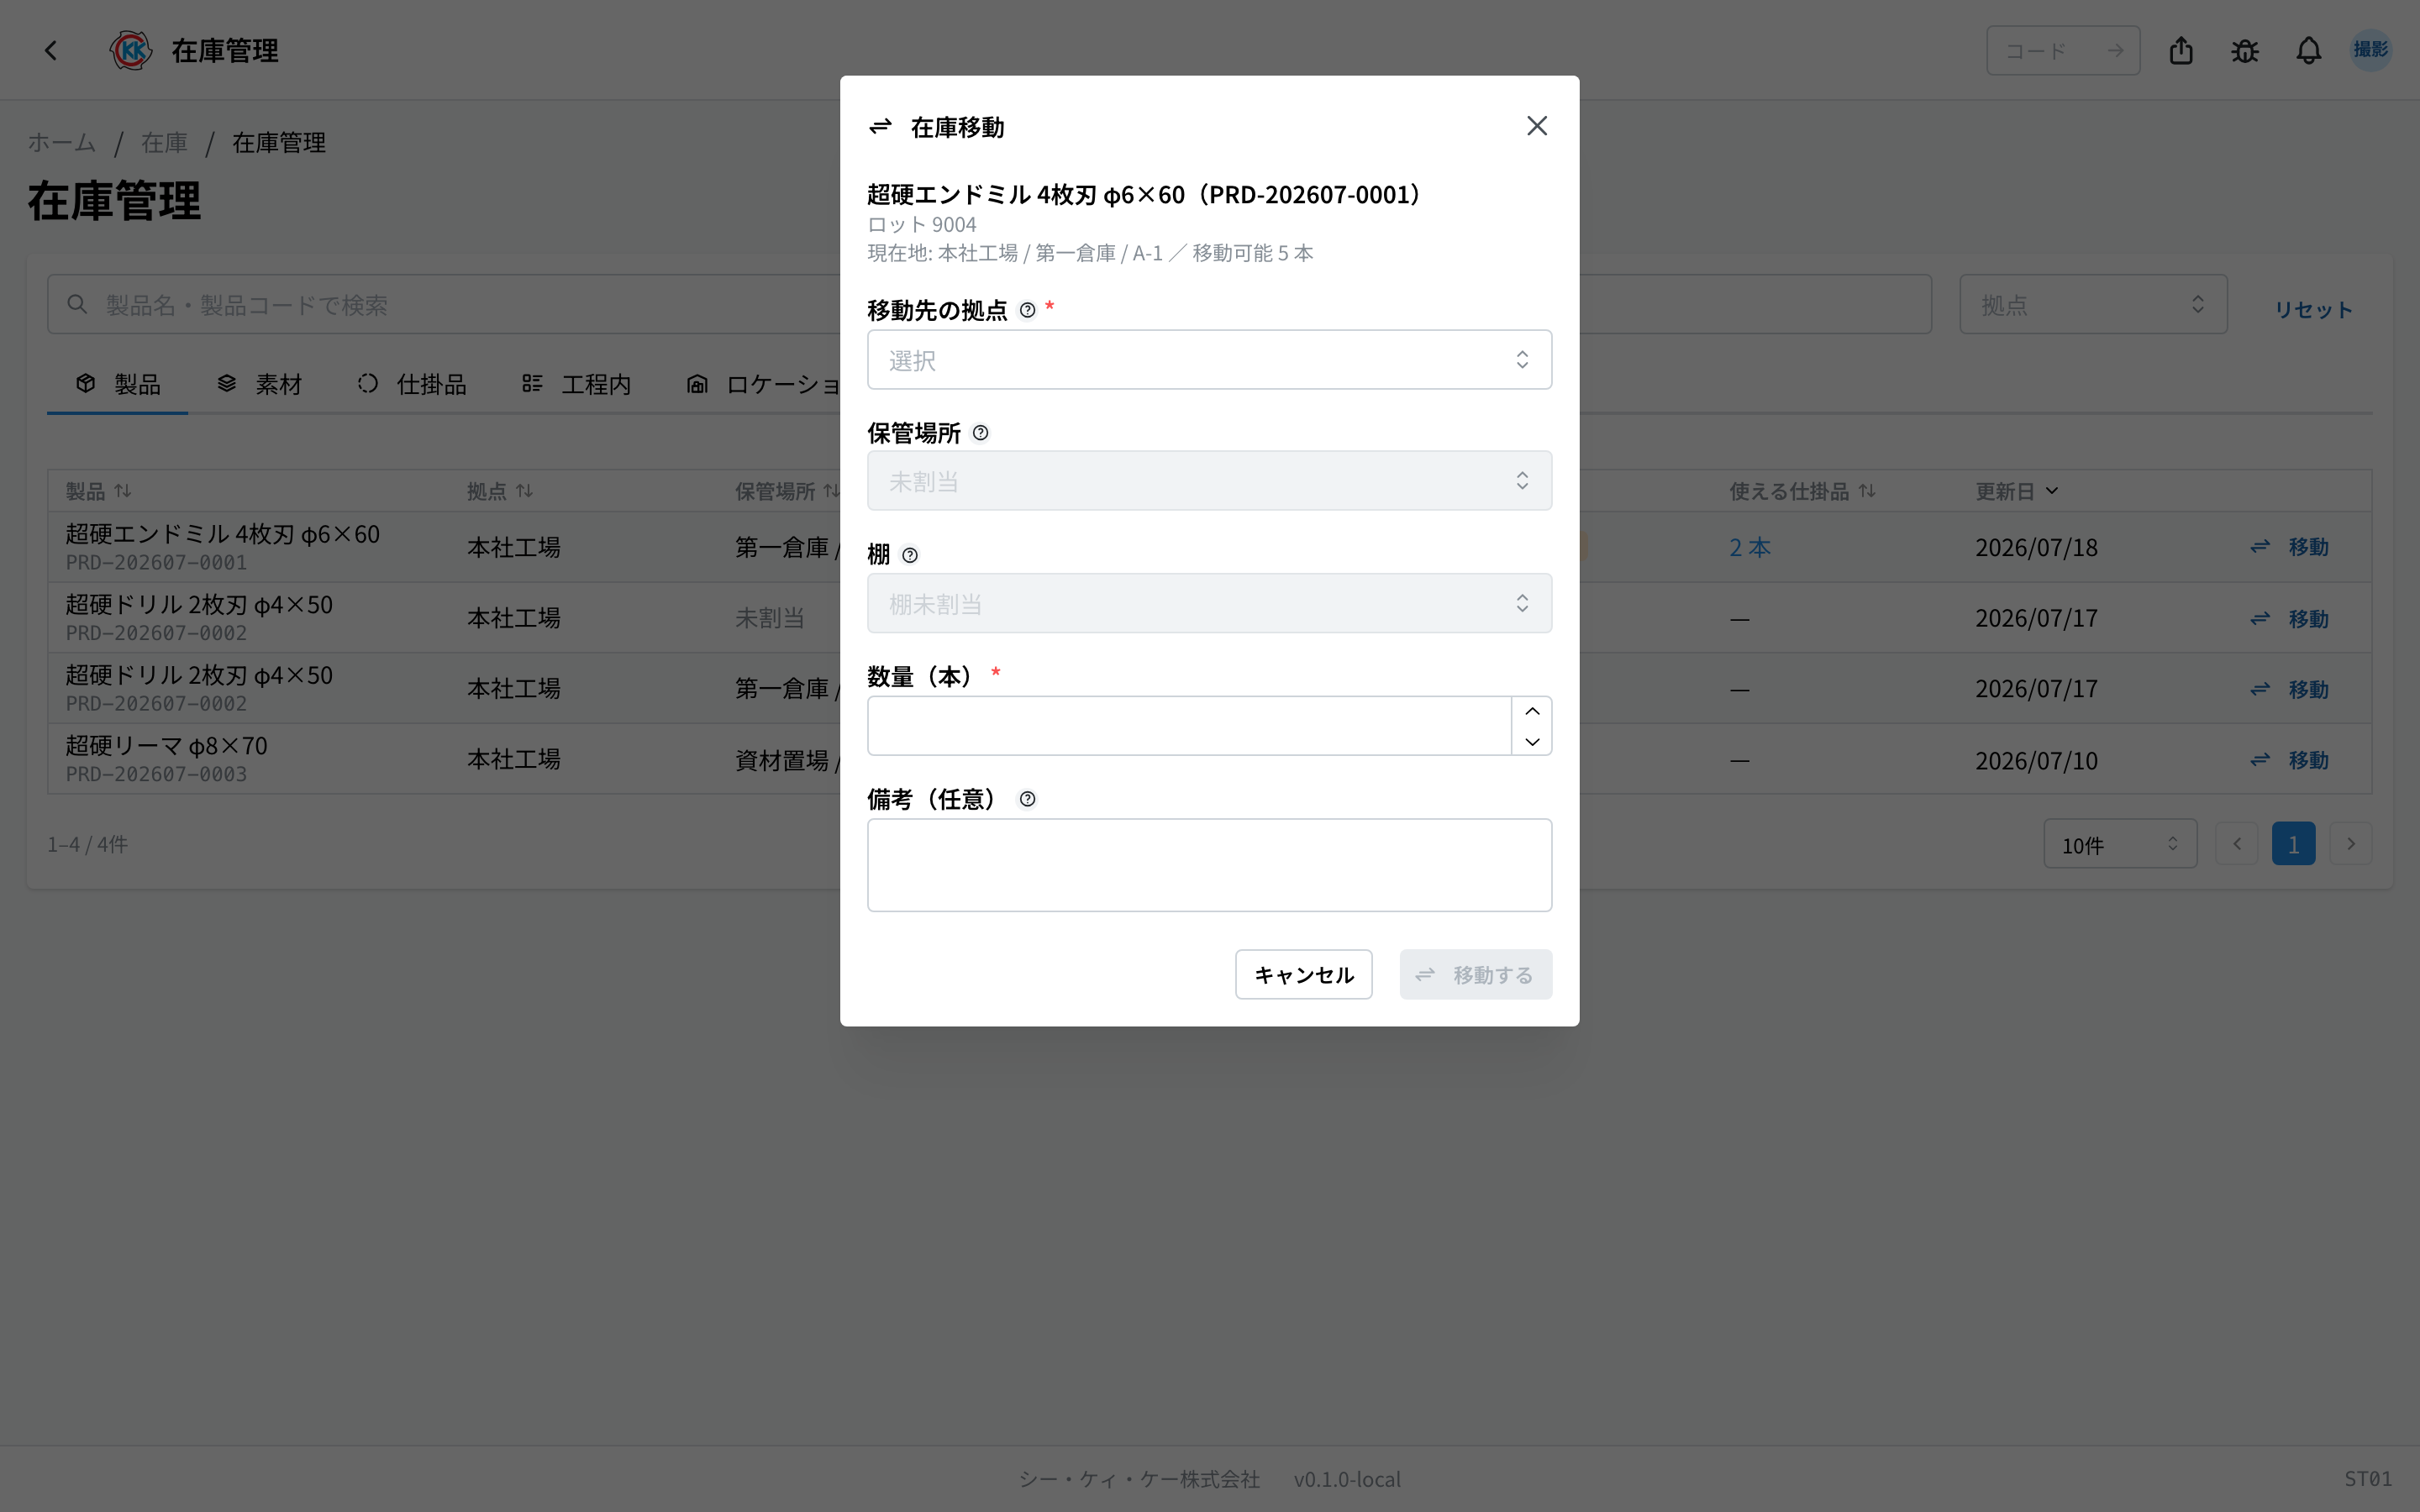 在庫管理
コード
撮影
ホーム / 在庫 / 在庫管理
在庫管理
製品名・製品コードで検索
拠点
リセット
製品 素材 仕掛品 工程内 ロケーショ
製品 拠点 保管場所 使える仕掛品 更新日
超硬エンドミル 4枚刃 φ6×60
PRD-202607-0001
本社工場 第一倉庫 / 2 本 2026/07/18 移動
超硬ドリル 2枚刃 φ4×50
PRD-202607-0002
本社工場 未割当 — 2026/07/17 移動
超硬ドリル 2枚刃 φ4×50
PRD-202607-0002
本社工場 第一倉庫 / — 2026/07/17 移動
超硬リーマ φ8×70
PRD-202607-0003
本社工場 資材置場 / — 2026/07/10 移動
1–4 / 4件
10件
1
在庫移動
超硬エンドミル 4枚刃 φ6×60（PRD-202607-0001）
ロット 9004
現在地: 本社工場 / 第一倉庫 / A-1 ／ 移動可能 5 本
移動先の拠点 *
選択
保管場所
未割当
棚
棚未割当
数量（本） *
備考（任意）
キャンセル
移動する
シー・ケィ・ケー株式会社 v0.1.0-local
ST01